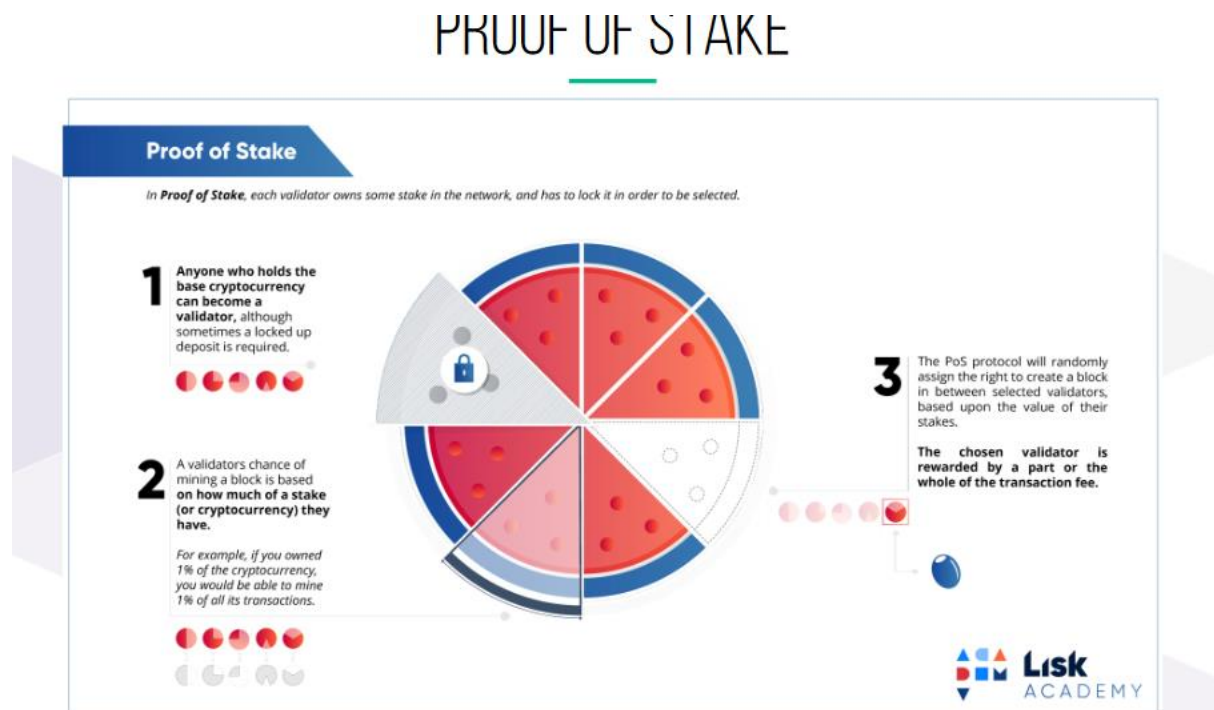 PROOF OF STAKE
Proof of Stake
In Proof of Stake, each validator owns some stake in the network, and has to lock it in order to be selected.
1
Anyone who holds the
base cryptocurrency
can become a
validator, although
sometimes a locked up
deposit is required.
2
A validators chance of
mining a block is based
on how much of a stake
(or cryptocurrency) they
have.
For example, if you owned
1% of the cryptocurrency,
you would be able to mine
1% of all its transactions.
3
The PoS protocol will randomly
assign the right to create a block
in between selected validators,
based upon the value of their
stakes.
The chosen validator is
rewarded by a part or the
whole of the transaction fee.
Lisk
ACADEMY